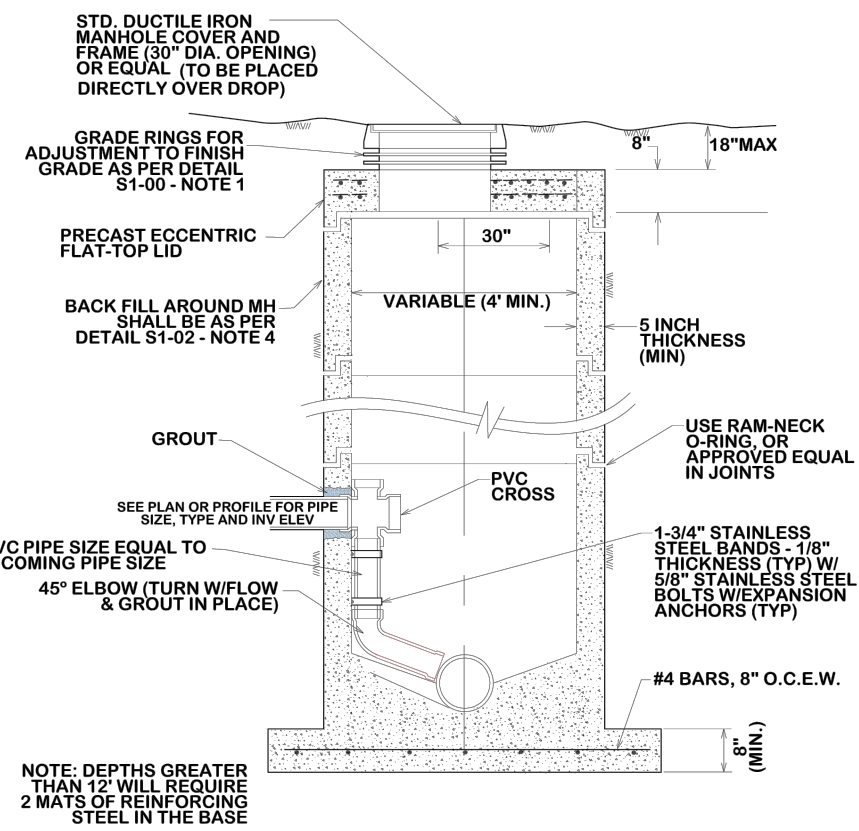 STD. DUCTILE IRON
MANHOLE COVER AND
FRAME (30" DIA. OPENING)
OR EQUAL (TO BE PLACED
DIRECTLY OVER DROP)
GRADE RINGS FOR
ADJUSTMENT TO FINISH
GRADE AS PER DETAIL
S1-00 - NOTE 1
8"
18"MAX
PRECAST ECCENTRIC
FLAT-TOP LID
30"
BACK FILL AROUND MH
SHALL BE AS PER
DETAIL S1-02 - NOTE 4
VARIABLE (4' MIN.)
5 INCH
THICKNESS
(MIN)
GROUT
USE RAM-NECK
O-RING, OR
APPROVED EQUAL
IN JOINTS
PVC
CROSS
SEE PLAN OR PROFILE FOR PIPE
SIZE, TYPE AND INV ELEV
VC PIPE SIZE EQUAL TO
COMING PIPE SIZE
45º ELBOW (TURN W/FLOW
& GROUT IN PLACE)
1-3/4" STAINLESS
STEEL BANDS - 1/8"
THICKNESS (TYP) W/
5/8" STAINLESS STEEL
BOLTS W/EXPANSION
ANCHORS (TYP)
#4 BARS, 8" O.C.E.W.
8"
(MIN.)
NOTE: DEPTHS GREATER
THAN 12' WILL REQUIRE
2 MATS OF REINFORCING
STEEL IN THE BASE